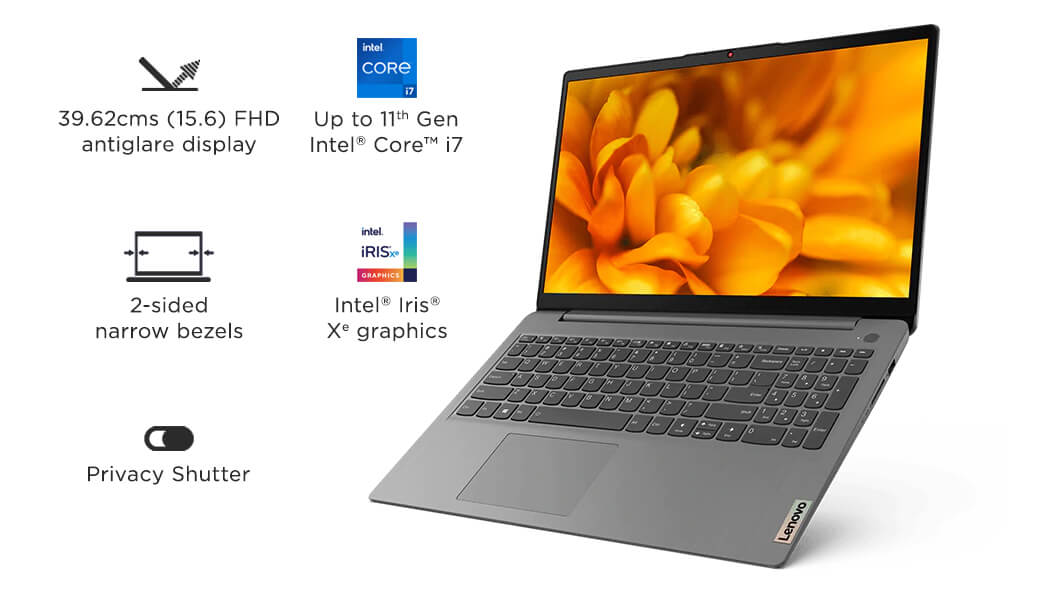 39.62cms (15.6) FHD
antiglare display
intel.
CORE
i7
Up to 11th Gen
Intel® Core™ i7
2-sided
narrow bezels
intel.
iRISxe
GRAPHICS
Intel® Iris®
Xe graphics
Privacy Shutter
Lenovo